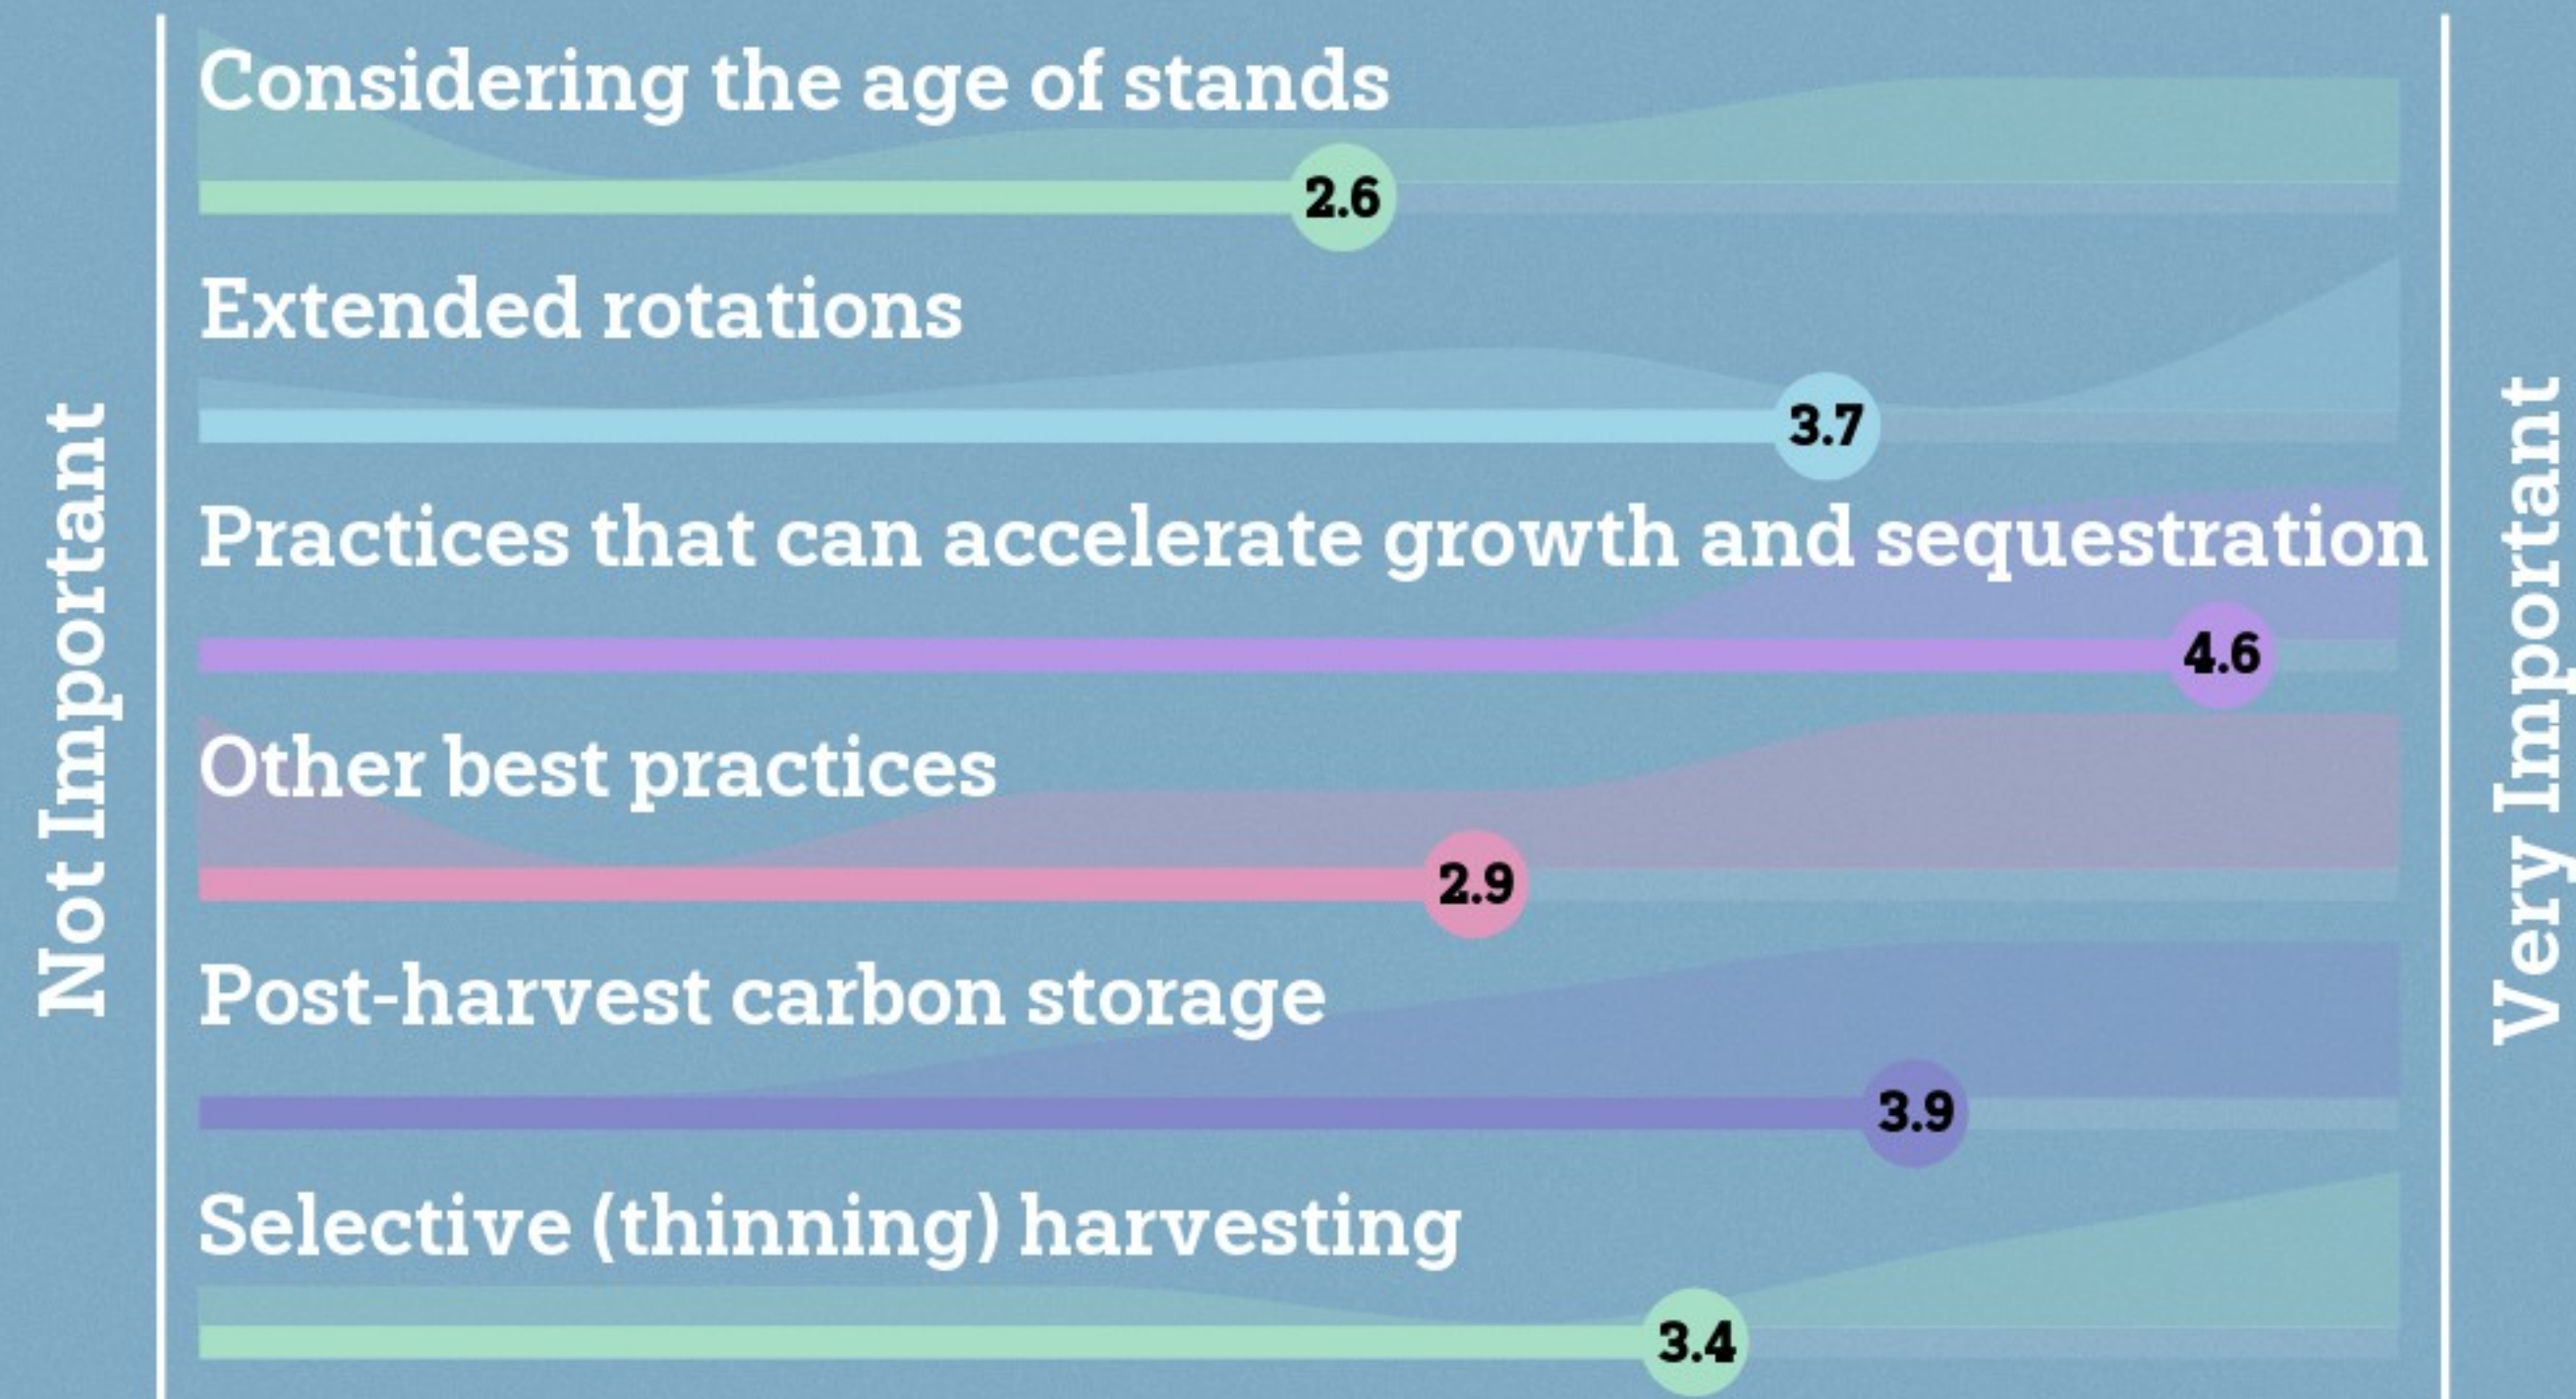 Not Important
Considering the age of stands
2.6
Extended rotations
3.7
Practices that can accelerate growth and sequestration
4.6
Other best practices
2.9
Post-harvest carbon storage
3.9
Selective (thinning) harvesting
3.4
Very Important